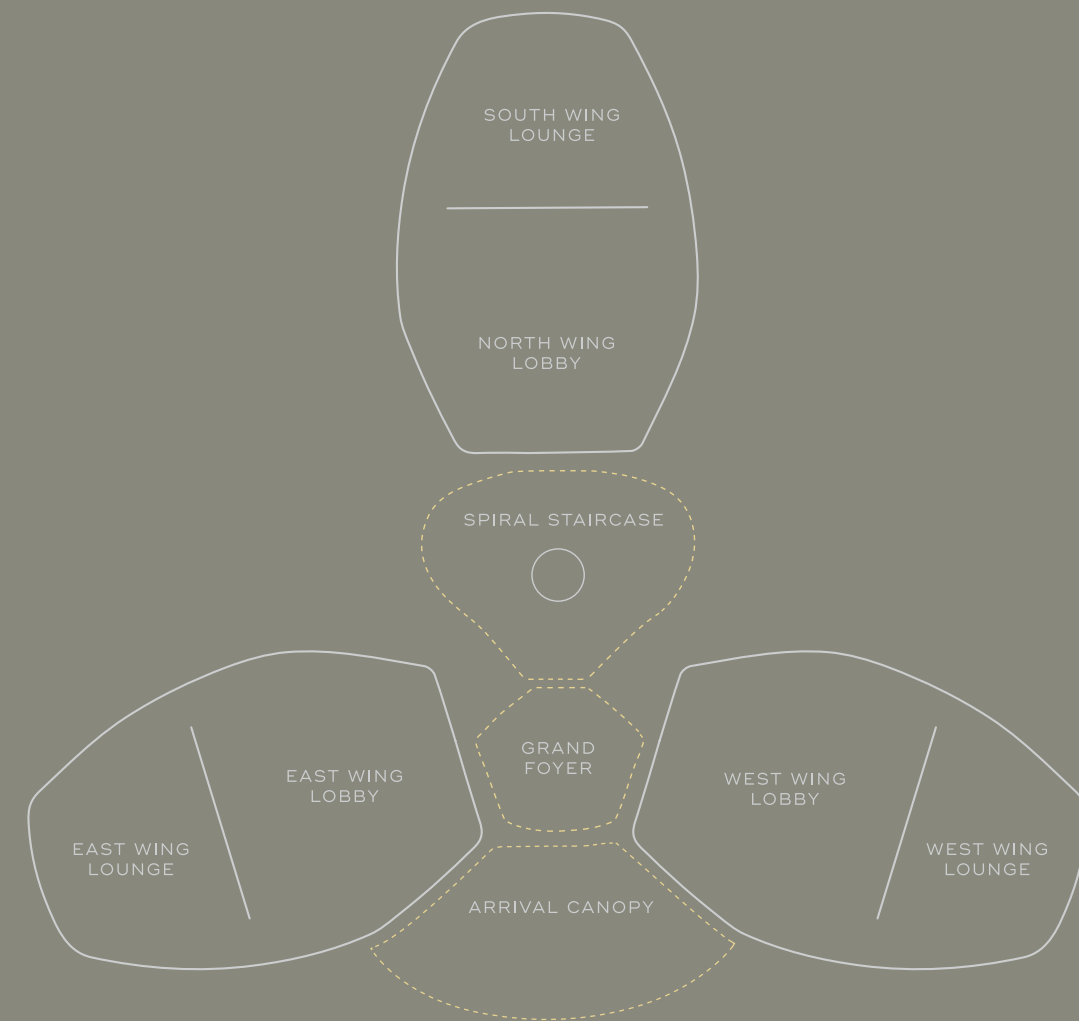 SOUTH WING
LOUNGE
NORTH WING
LOBBY
SPIRAL STAIRCASE
GRAND
FOYER
EAST WING
LOBBY
WEST WING
LOBBY
EAST WING
LOUNGE
WEST WING
LOUNGE
ARRIVAL CANOPY